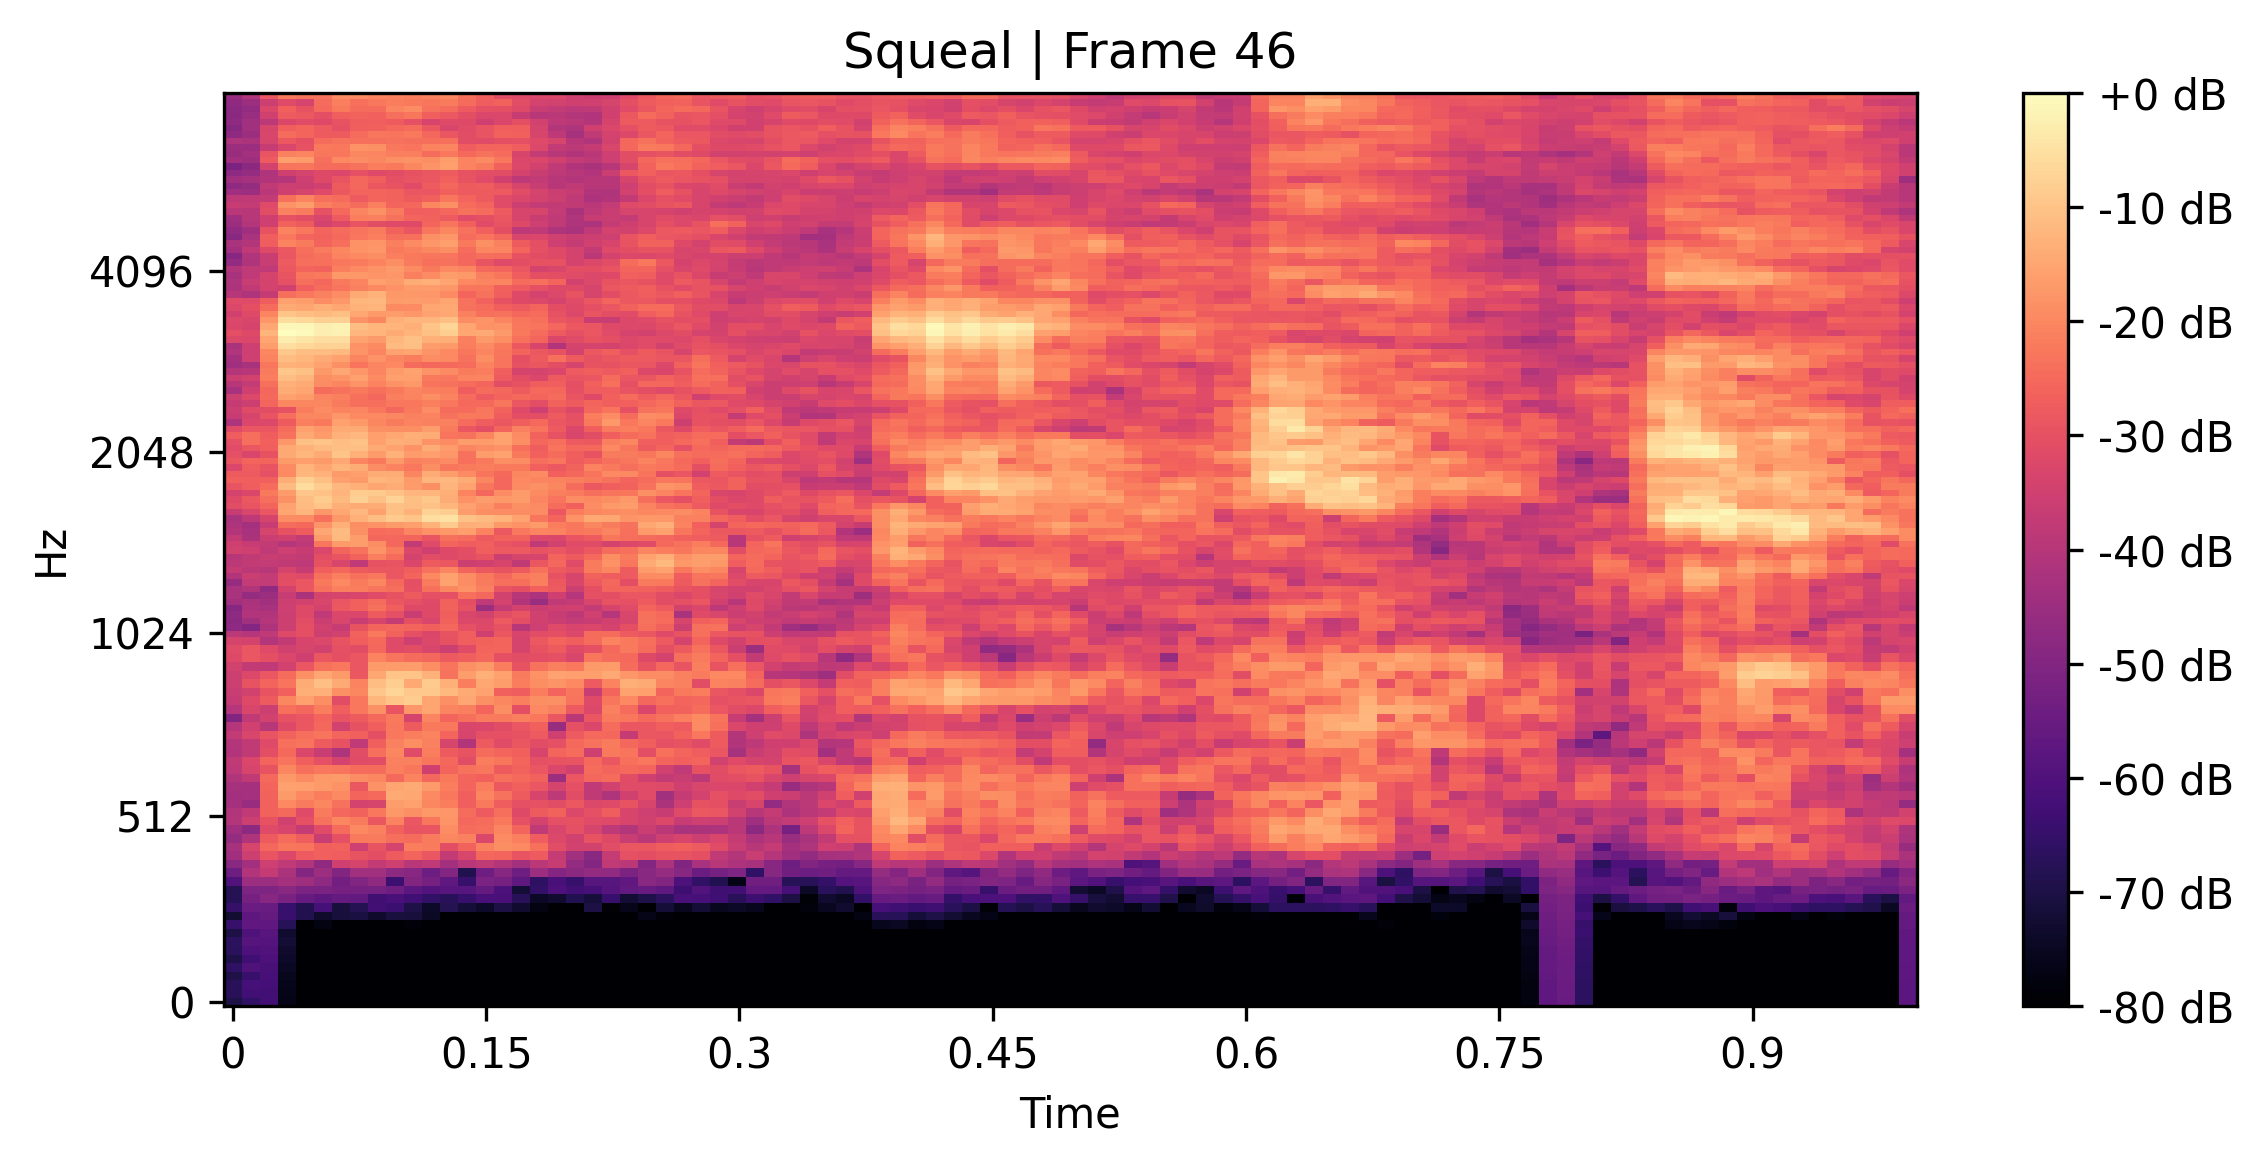 Squeal | Frame 46
+0 dB
-10 dB
-20 dB
-30 dB
-40 dB
-50 dB
-60 dB
-70 dB
-80 dB
Hz
4096
2048
1024
512
0
0 0.15 0.3 0.45 0.6 0.75 0.9
Time